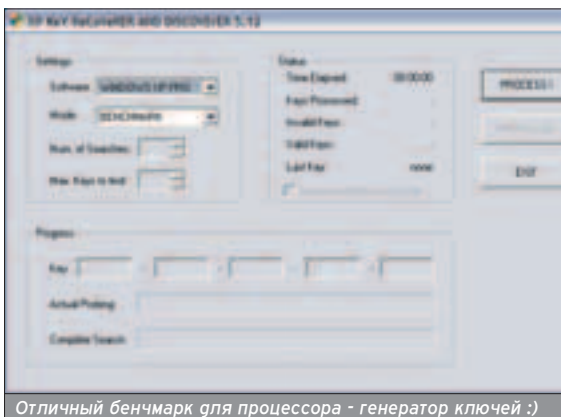 XP KeY ReCoveRER AND DISCOVERER 5.12
Settings
Software WINDOWS XP PRO
Mode BENCHMARK
Num. of Searches
Max. Keys to find
Status
Time Elapsed 00:00:00
Keys Processed
Invalid Keys
Valid Keys
Last Key none
PROCESS!
EXIT
Progress
Key
Actual Probing
Complete Search
Отличный бенчмарк для процессора - генератор ключей :)